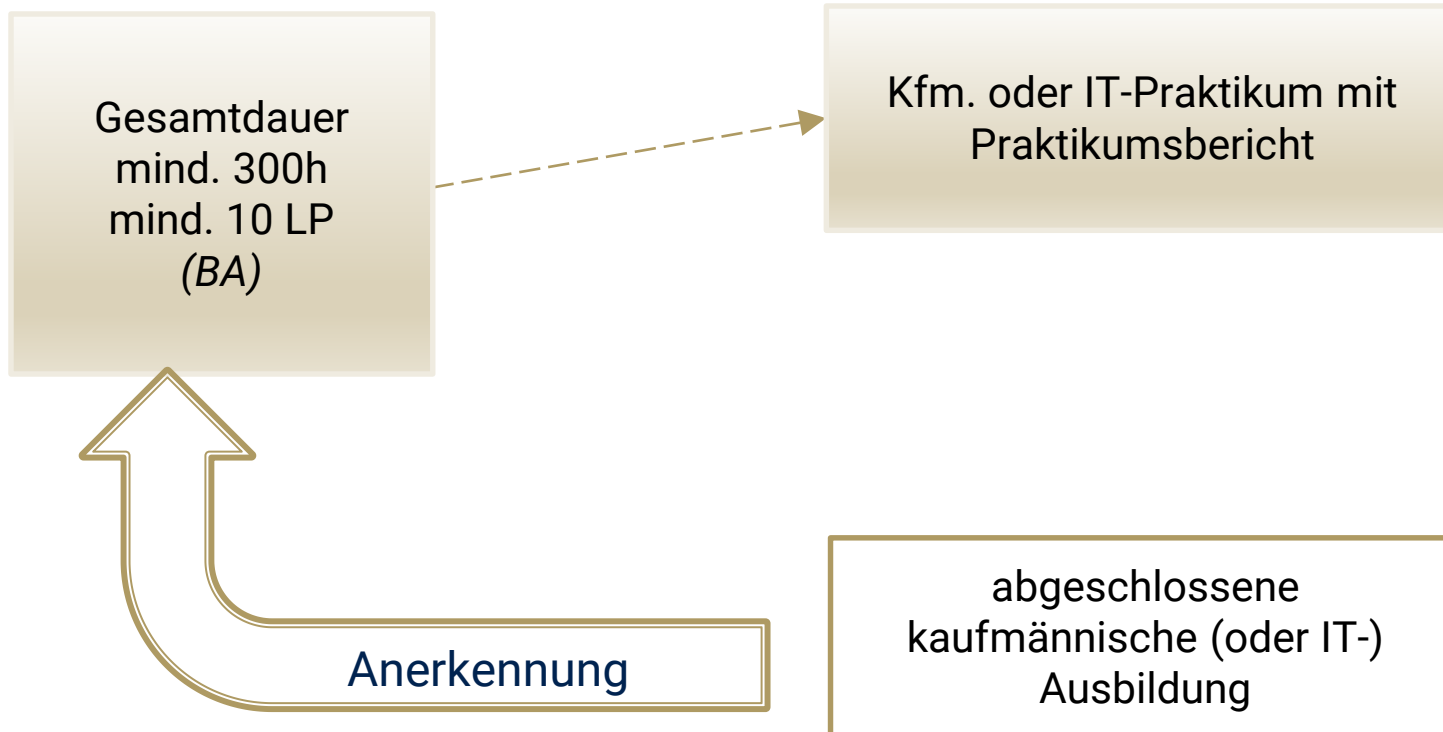 Gesamtdauer
mind. 300h
mind. 10 LP
(BA)
Kfm. oder IT-Praktikum mit
Praktikumsbericht
Anerkennung
abgeschlossene
kaufmännische (oder IT-)
Ausbildung